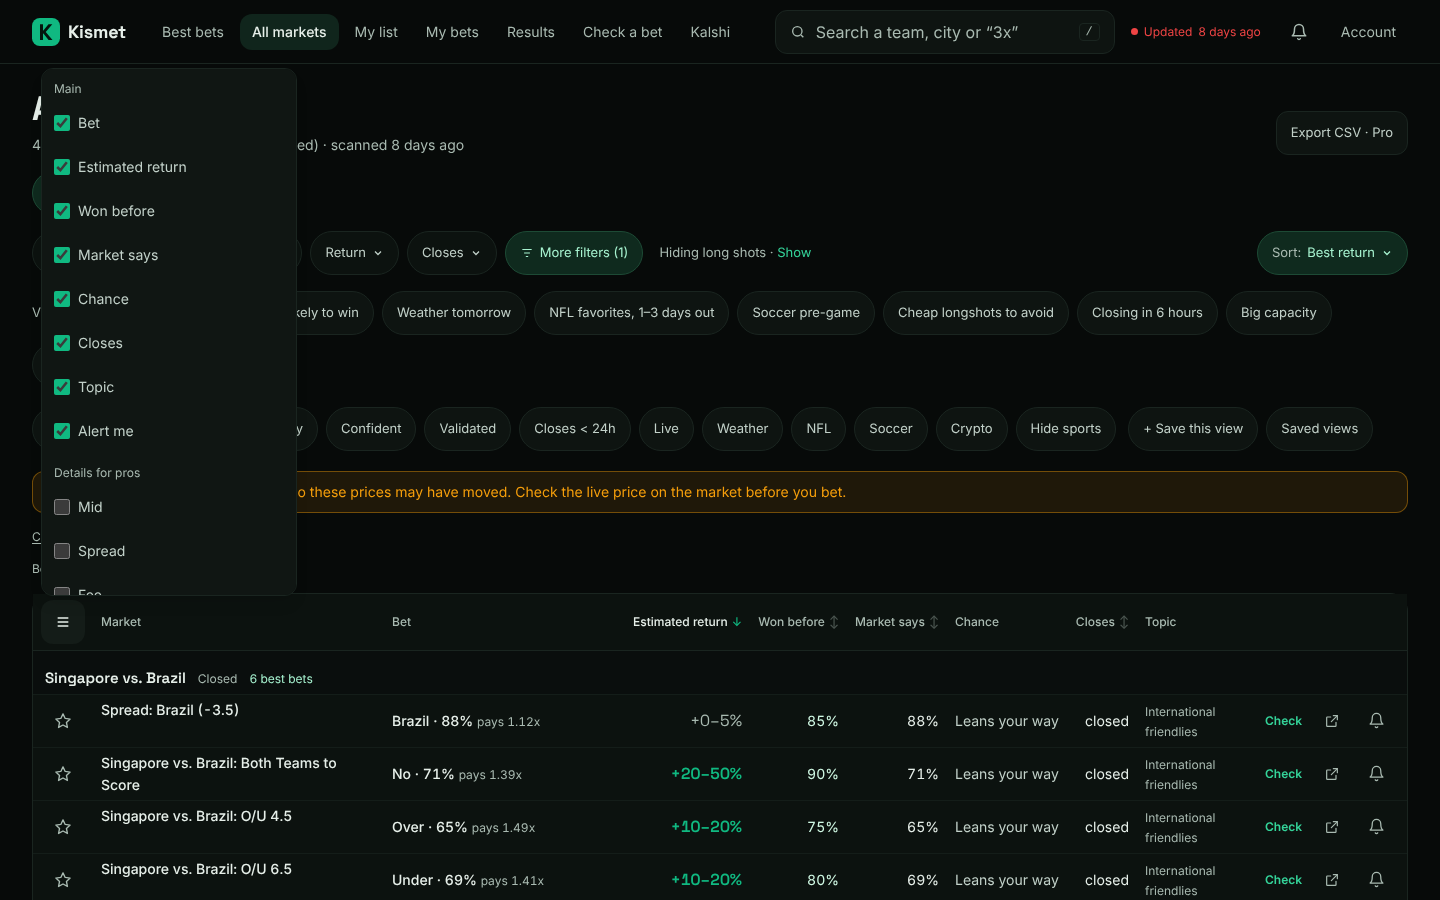 Kismet
Best bets
All markets
My list
My bets
Results
Check a bet
Kalshi
Search a team, city or “3x”
/
Updated 8 days ago
Account
Main
Bet
Estimated return
Won before
Market says
Chance
Closes
Topic
Alert me
Details for pros
Mid
Spread
Fee
ed) · scanned 8 days ago
Export CSV · Pro
Return
Closes
More filters (1)
Hiding long shots · Show
Sort: Best return
kely to win
Weather tomorrow
NFL favorites, 1–3 days out
Soccer pre-game
Cheap longshots to avoid
Closing in 6 hours
Big capacity
y
Confident
Validated
Closes < 24h
Live
Weather
NFL
Soccer
Crypto
Hide sports
+ Save this view
Saved views
o these prices may have moved. Check the live price on the market before you bet.
Market Bet Estimated return Won before Market says Chance Closes Topic
Singapore vs. Brazil Closed 6 best bets
Spread: Brazil (-3.5)
Brazil · 88% pays 1.12x
+0–5% 85% 88% Leans your way closed
International
friendlies
Check
Singapore vs. Brazil: Both Teams to
Score
No · 71% pays 1.39x
+20–50% 90% 71% Leans your way closed
International
friendlies
Check
Singapore vs. Brazil: O/U 4.5
Over · 65% pays 1.49x
+10–20% 75% 65% Leans your way closed
International
friendlies
Check
Singapore vs. Brazil: O/U 6.5
Under · 69% pays 1.41x
+10–20% 80% 69% Leans your way closed
International
friendlies
Check